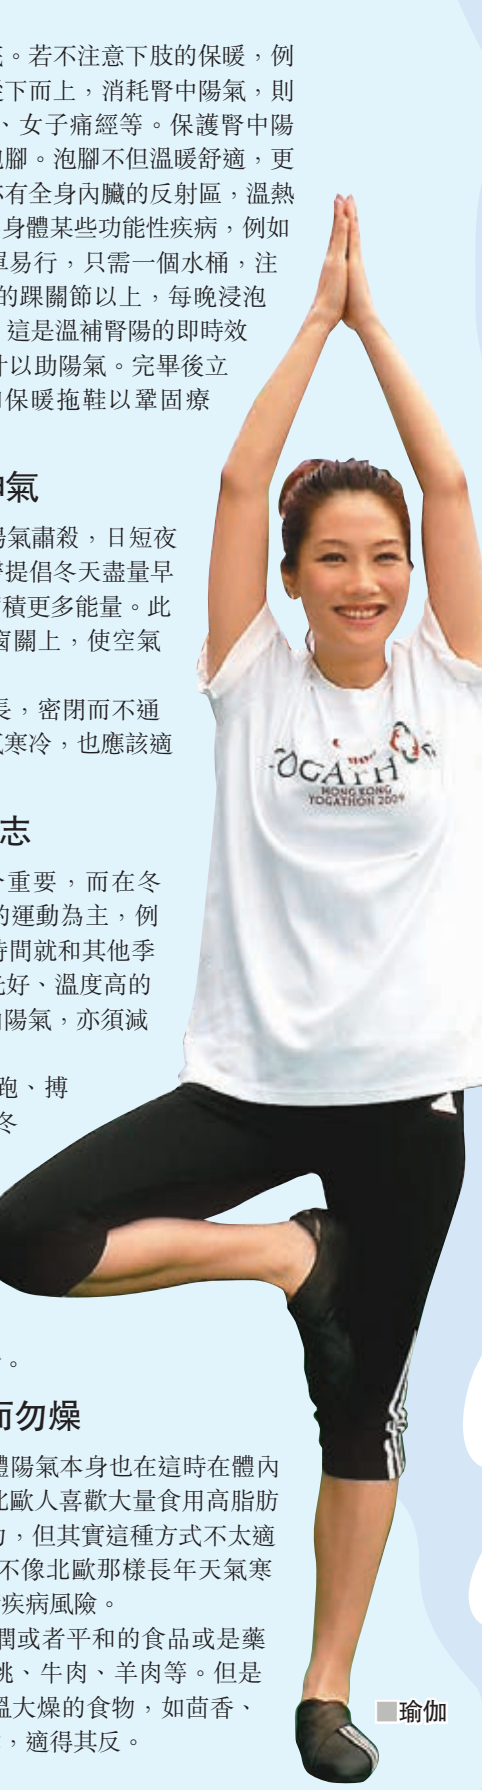 。若不注意下肢的保暖，例
下而上，消耗腎中陽氣，則
、女子痛經等。保護腎中陽
腳。泡腳不但溫暖舒適，更
有全身內臟的反射區，溫熱
身體某些功能性疾病，例如
易行，只需一個水桶，注
的踝關節以上，每晚浸泡
這是溫補腎陽的即時效
以助陽氣。完畢後立
保暖拖鞋以鞏固療
氣
氣肅殺，日短夜
提倡冬天盡量早
積更多能量。此
窗關上，使空氣
長，密閉而不通
寒冷，也應該適
志
重要，而在冬
的運動為主，例
時間就和其他季
好、溫度高的
陽氣，亦須減
跑、搏
冬
。
而勿燥
體陽氣本身也在這時在體內
北歐人喜歡大量食用高脂肪
，但其實這種方式不太適
不像北歐那樣長年天氣寒
疾病風險。
潤或者平和的食品或是藥
桃、牛肉、羊肉等。但是
溫大燥的食物，如茴香、
，適得其反。
YOGATH
HONG KONG
YOGATHON 2009
瑜伽